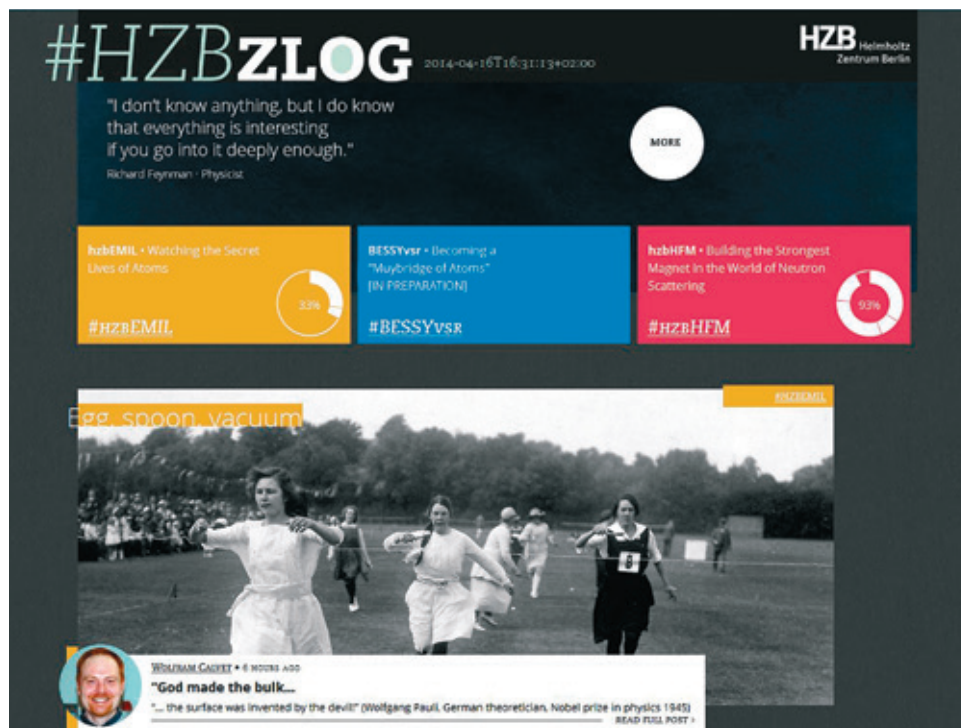 #HZBZLOG 2014-04-16T16:31:13+02:00
HZB Helmholtz
Zentrum Berlin
"I don't know anything, but I do know
that everything is interesting
if you go into it deeply enough."
Richard Feynman · Physicist
MORE
hzbEMIL • Watching the Secret
Lives of Atoms
33%
#HZBEMIL
BESSYvsr • Becoming a
"Muybridge of Atoms"
[IN PREPARATION]
#BESSYVSR
hzbHFM • Building the Strongest
Magnet in the World of Neutron
Scattering
93%
#HZBHFM
#HZBEMIL
Egg, spoon, vacuum
WOLFRAM CALVET • 6 HOURS AGO
"God made the bulk...
"... the surface was invented by the devil!" (Wolfgang Pauli, German theoretician, Nobel prize in physics 1945)
READ FULL POST ›